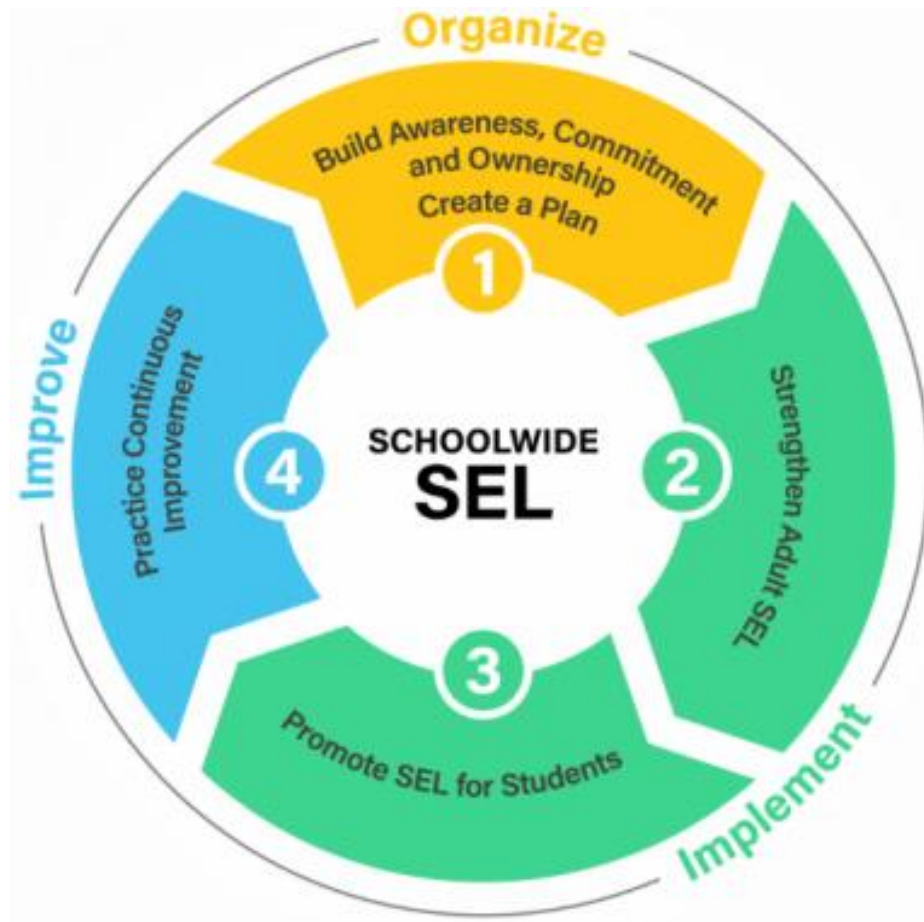 Organize
Build Awareness, Commitment
and Ownership
Create a Plan
1
Strengthen Adult SEL
2
Implement
Promote SEL for Students
3
Improve
Practice Continuous
Improvement
4
SCHOOLWIDE
SEL